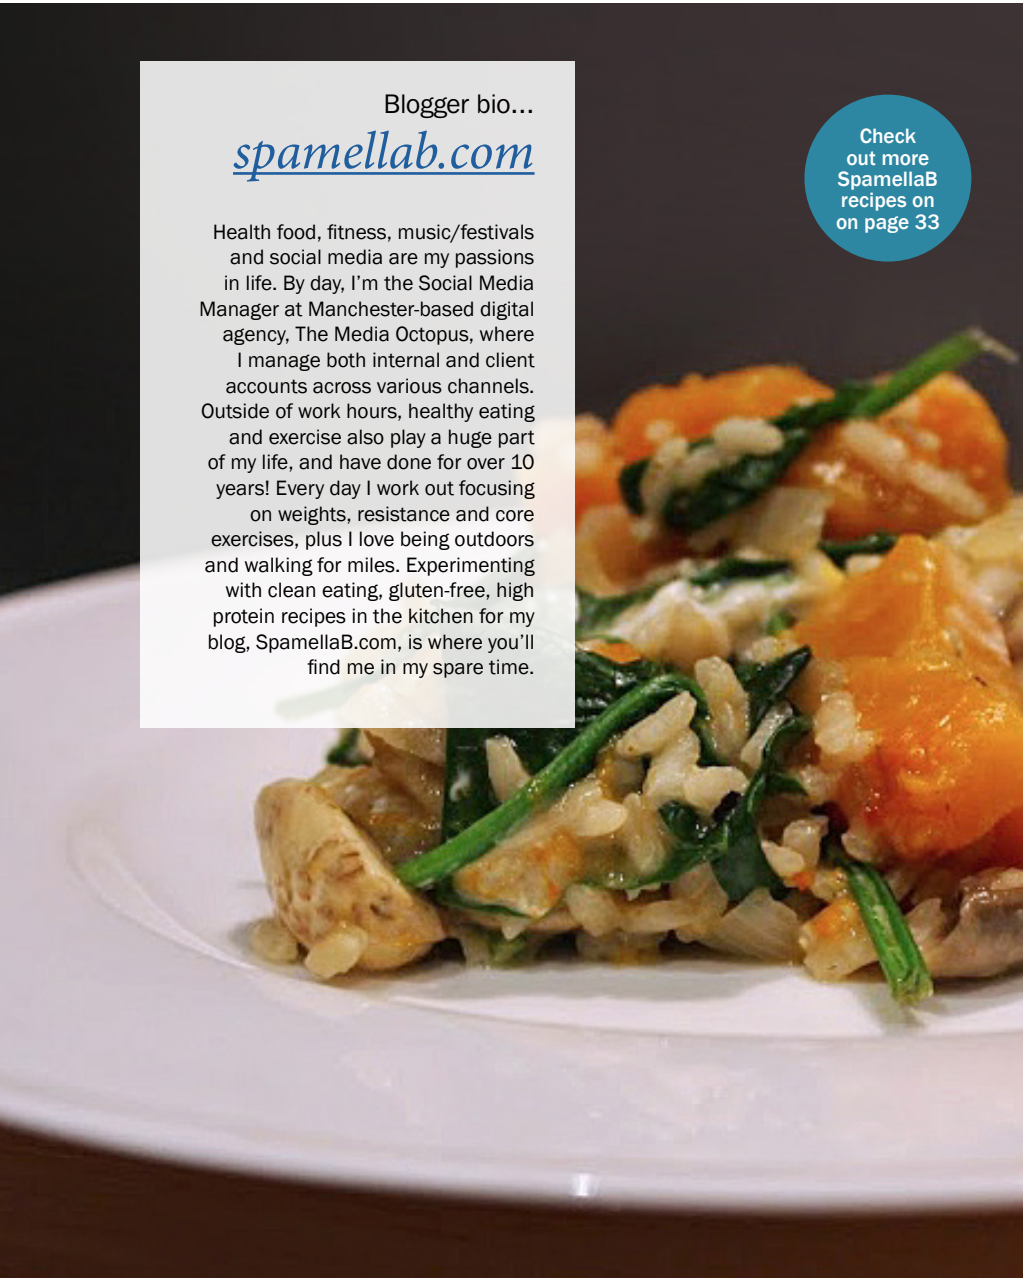 Blogger bio...
spamellab.com
Health food, fitness, music/festivals
and social media are my passions
in life. By day, I'm the Social Media
Manager at Manchester-based digital
agency, The Media Octopus, where
I manage both internal and client
accounts across various channels.
Outside of work hours, healthy eating
and exercise also play a huge part
of my life, and have done for over 10
years! Every day I work out focusing
on weights, resistance and core
exercises, plus I love being outdoors
and walking for miles. Experimenting
with clean eating, gluten-free, high
protein recipes in the kitchen for my
blog, SpamellaB.com, is where you'll
find me in my spare time.
Check
out more
SpamellaB
recipes on
on page 33